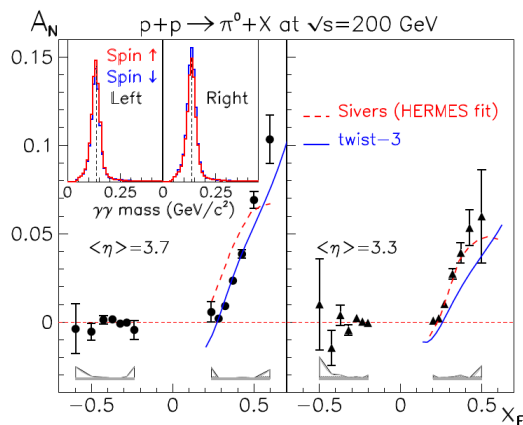 A_N
p+p → π⁰+X at √s=200 GeV
0.15
Spin ↑
Spin ↓
Left
Right
Sivers (HERMES fit)
twist-3
0.1
0 0.25 0 0.25
γγ mass (GeV/c²)
0.05
<η>=3.7
<η>=3.3
0
-0.5 0 0.5 -0.5 0 0.5
X_F